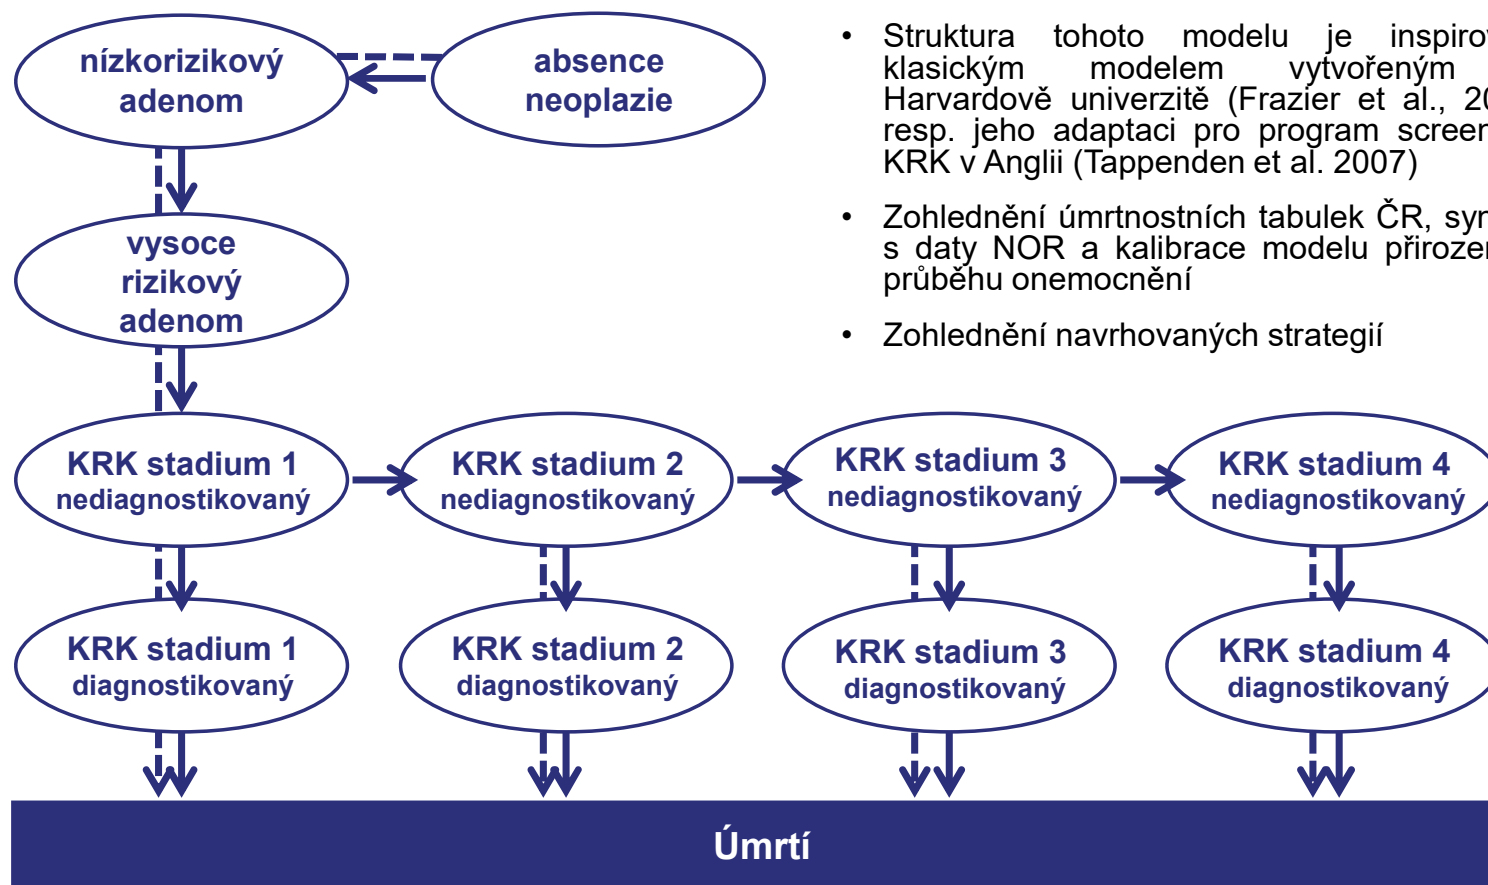 nízkorizikový
adenom
absence
neoplazie
vysoce
rizikový
adenom
• Struktura tohoto modelu je
klasickým modelem vytvořeným
Harvardově univerzitě (Frazier et al.,
resp. jeho adaptaci pro program
KRK v Anglii (Tappenden et al. 2007)
• Zohlednění úmrtnostních tabulek ČR,
s daty NOR a kalibrace modelu
průběhu onemocnění
• Zohlednění navrhovaných strategií
KRK stadium 1
nediagnostikovaný
KRK stadium 2
nediagnostikovaný
KRK stadium 3
nediagnostikovaný
KRK stadium 4
nediagnostikovaný
KRK stadium 1
diagnostikovaný
KRK stadium 2
diagnostikovaný
KRK stadium 3
diagnostikovaný
KRK stadium 4
diagnostikovaný
Úmrtí